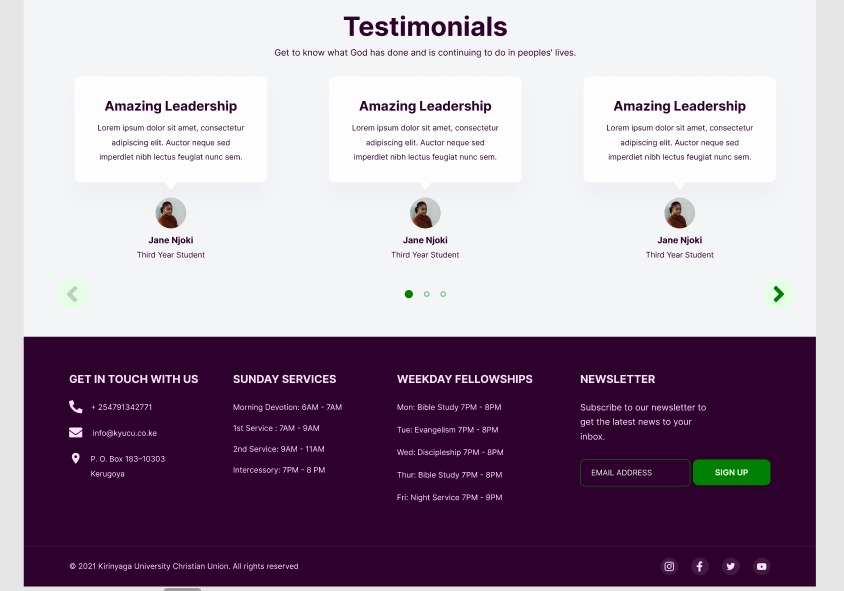 Testimonials
Get to know what God has done and is continuing to do in peoples' lives.
Amazing Leadership
Lorem ipsum dolor sit amet, consectetur
adipiscing elit. Auctor neque sed
imperdiet nibh lectus feugiat nunc sem.
Jane Njoki
Third Year Student
Amazing Leadership
Lorem ipsum dolor sit amet, consectetur
adipiscing elit. Auctor neque sed
imperdiet nibh lectus feugiat nunc sem.
Jane Njoki
Third Year Student
Amazing Leadership
Lorem ipsum dolor sit amet, consectetur
adipiscing elit. Auctor neque sed
imperdiet nibh lectus feugiat nunc sem.
Jane Njoki
Third Year Student
GET IN TOUCH WITH US
+ 254791342771
info@kyucu.co.ke
P. O. Box 183–10303
Kerugoya
SUNDAY SERVICES
Morning Devotion: 6AM - 7AM
1st Service : 7AM - 9AM
2nd Service: 9AM - 11AM
Intercessory: 7PM - 8 PM
WEEKDAY FELLOWSHIPS
Mon: Bible Study 7PM - 8PM
Tue: Evangelism 7PM - 8PM
Wed: Discipleship 7PM - 8PM
Thur: Bible Study 7PM - 8PM
Fri: Night Service 7PM - 9PM
NEWSLETTER
Subscribe to our newsletter to
get the latest news to your
inbox.
EMAIL ADDRESS
SIGN UP
© 2021 Kirinyaga University Christian Union. All rights reserved